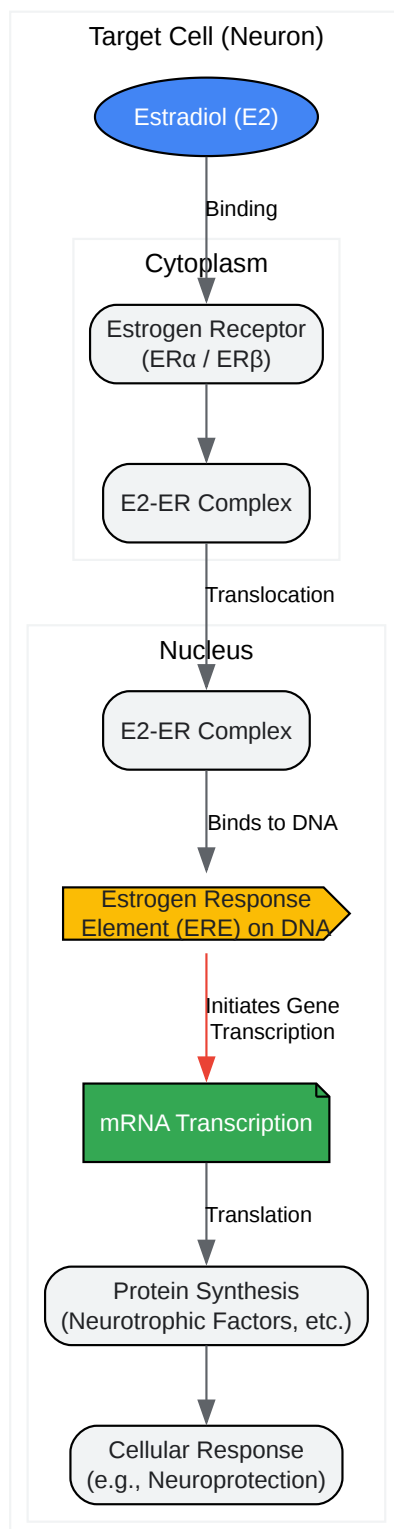 Target Cell (Neuron)
Estradiol (E2)
Binding
Cytoplasm
Estrogen Receptor
(ERα / ERβ)
E2-ER Complex
Translocation
Nucleus
E2-ER Complex
Binds to DNA
Estrogen Response
Element (ERE) on DNA
Initiates Gene
Transcription
mRNA Transcription
Translation
Protein Synthesis
(Neurotrophic Factors, etc.)
Cellular Response
(e.g., Neuroprotection)